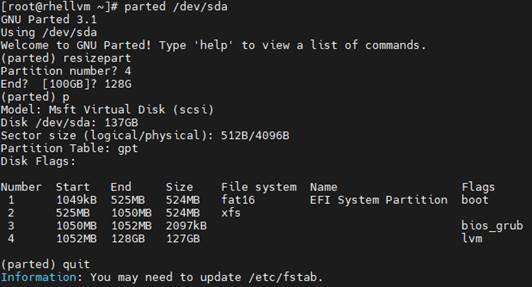 [root@rhellvm ~]# parted /dev/sda
GNU Parted 3.1
Using /dev/sda
Welcome to GNU Parted! Type 'help' to view a list of commands.
(parted) resizepart
Partition number? 4
End?  [100GB]? 128G
(parted) p
Model: Msft Virtual Disk (scsi)
Disk /dev/sda: 137GB
Sector size (logical/physical): 512B/4096B
Partition Table: gpt
Disk Flags:
Number  Start   End     Size    File system  Name                  Flags
 1      1049kB  525MB   524MB   fat16        EFI System Partition  boot
 2      525MB   1050MB  524MB   xfs
 3      1050MB  1052MB  2097kB                                     bios_grub
 4      1052MB  128GB   127GB                                      lvm
(parted) quit
Information: You may need to update /etc/fstab.